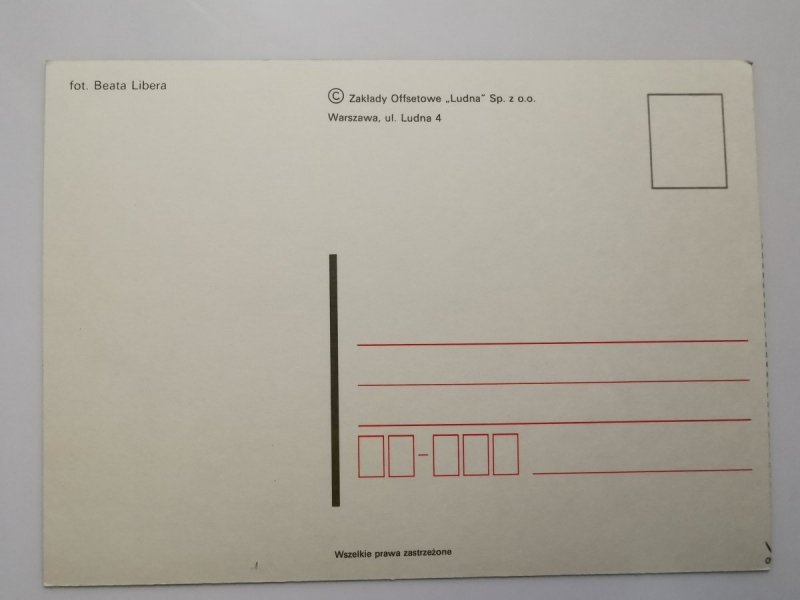 fot. Beata Libera
© Zakłady Offsetowe „Ludna” Sp. z o.o.
Warszawa, ul. Ludna 4
Wszelkie prawa zastrzeżone